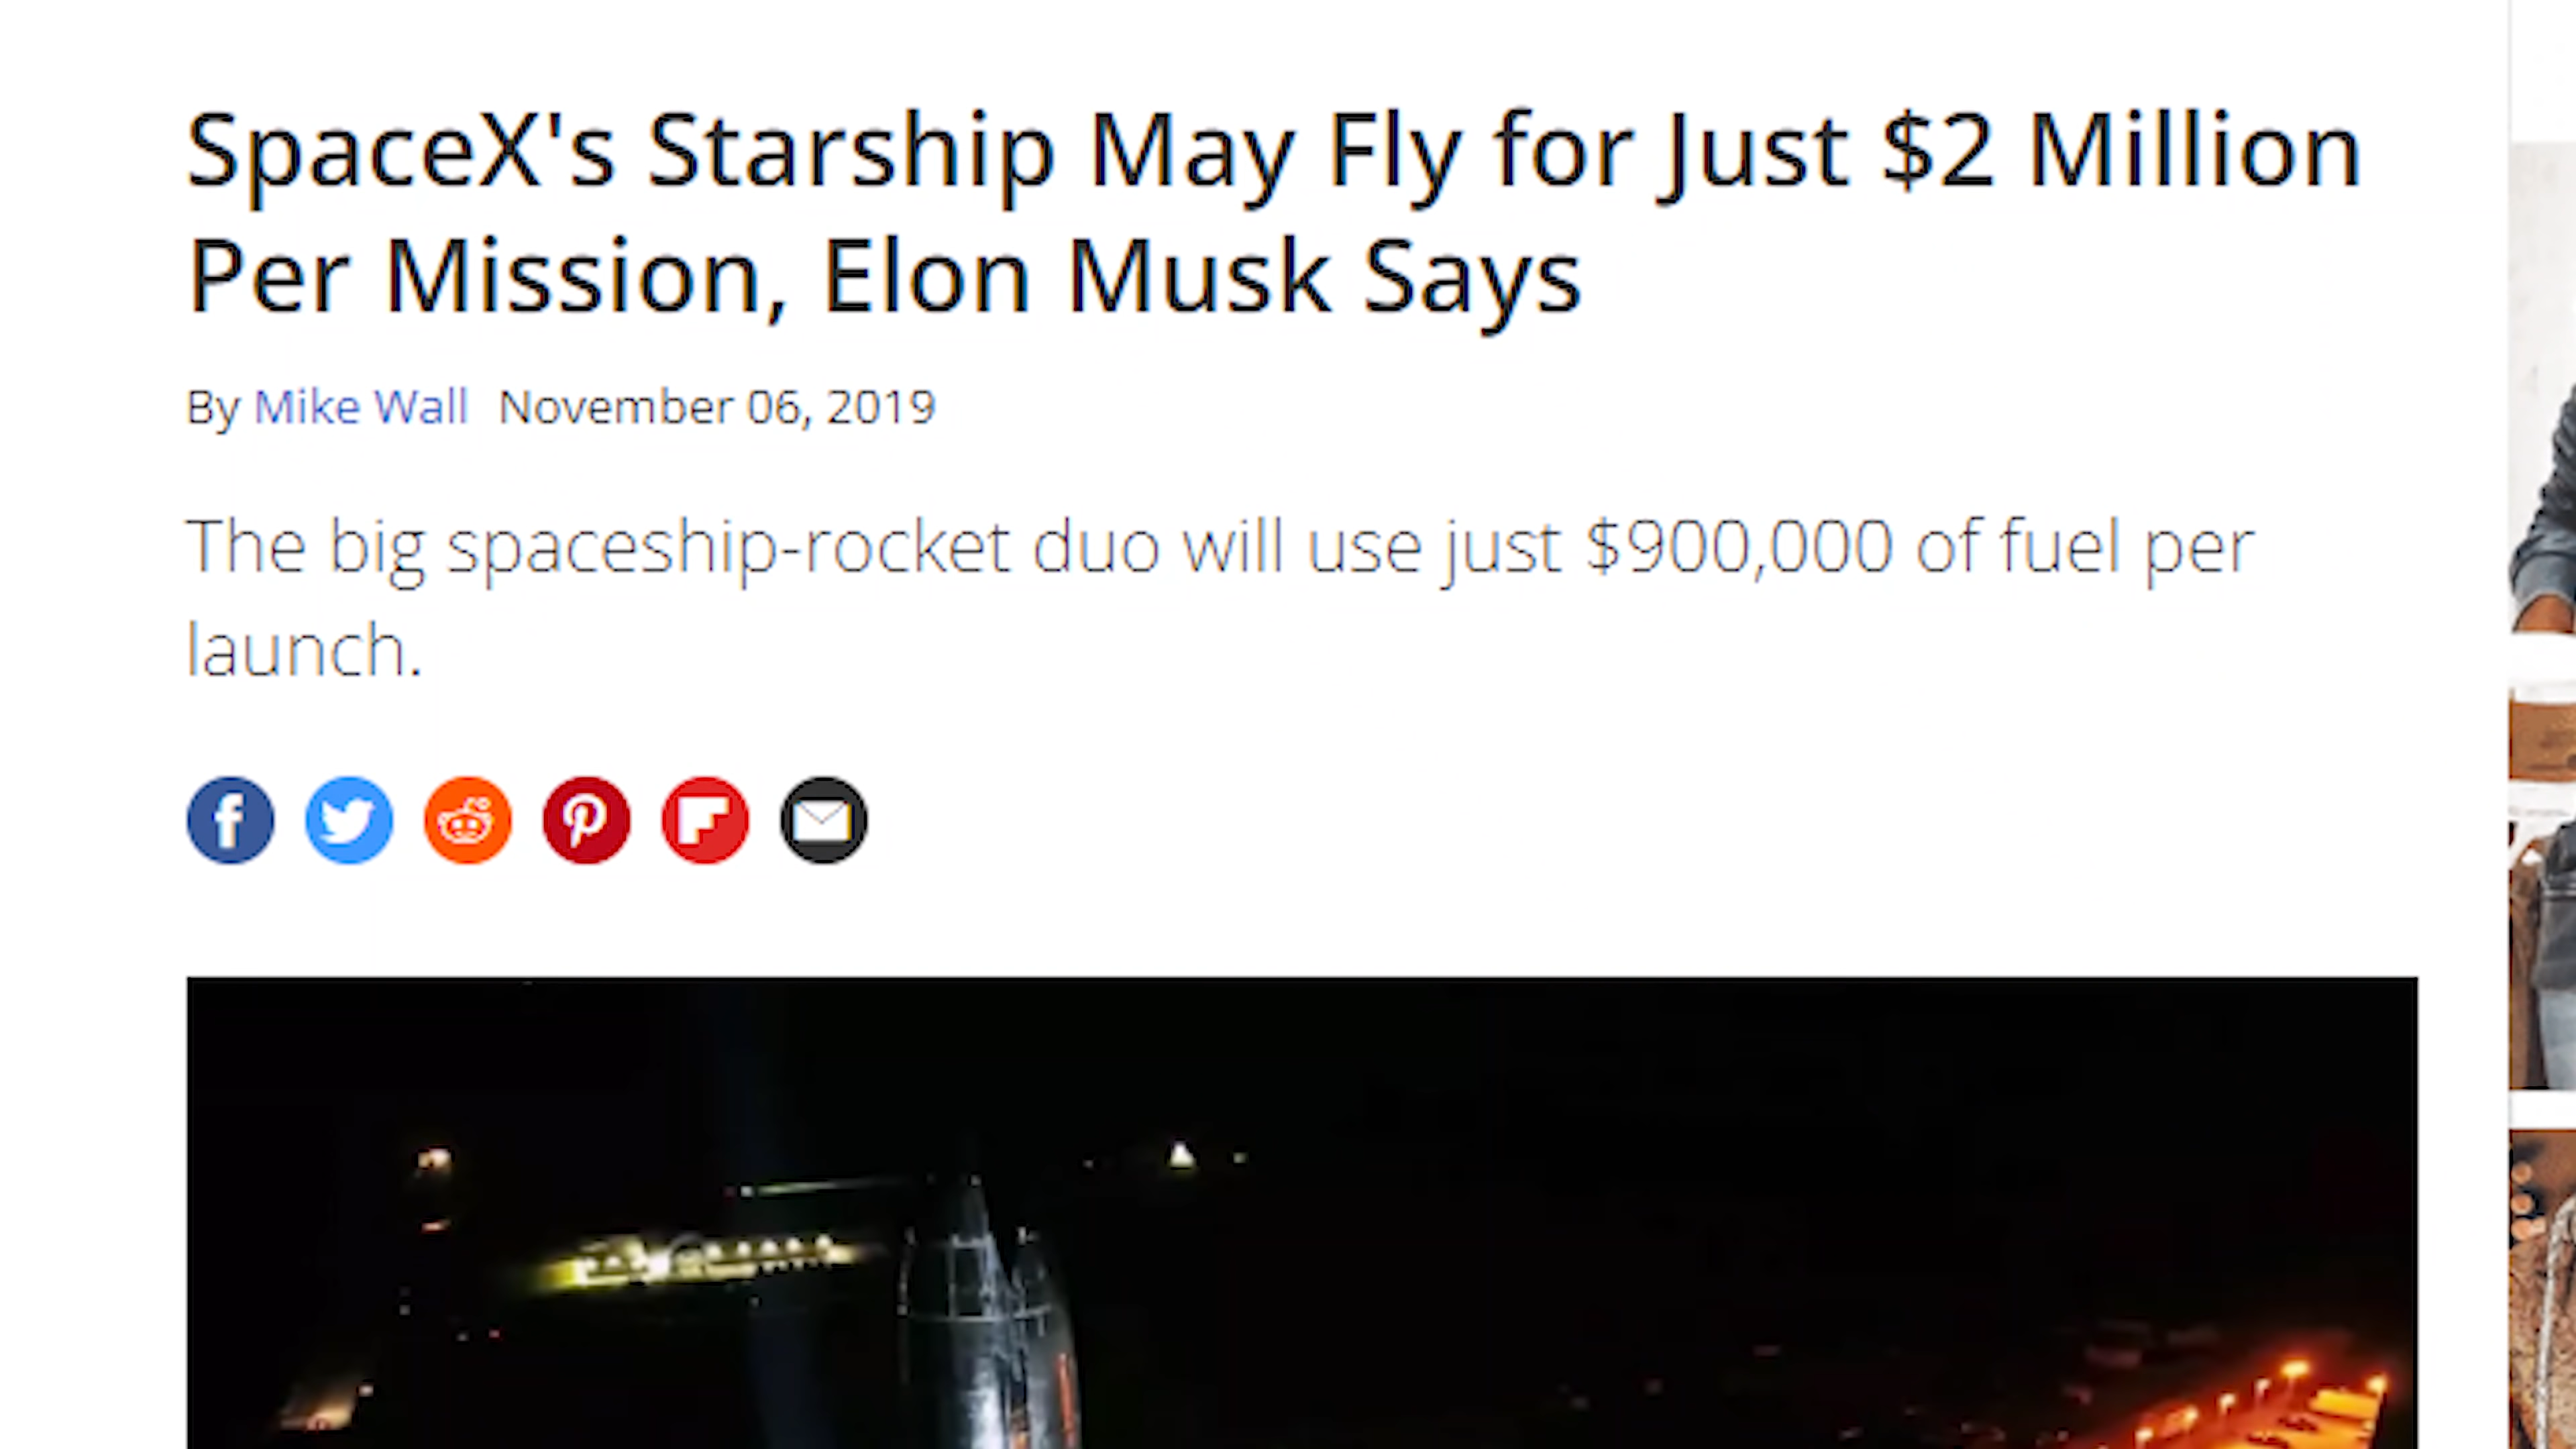 SpaceX's Starship May Fly for Just $2 Million
Per Mission, Elon Musk Says
By Mike Wall November 06, 2019
The big spaceship-rocket duo will use just $900,000 of fuel per
launch.